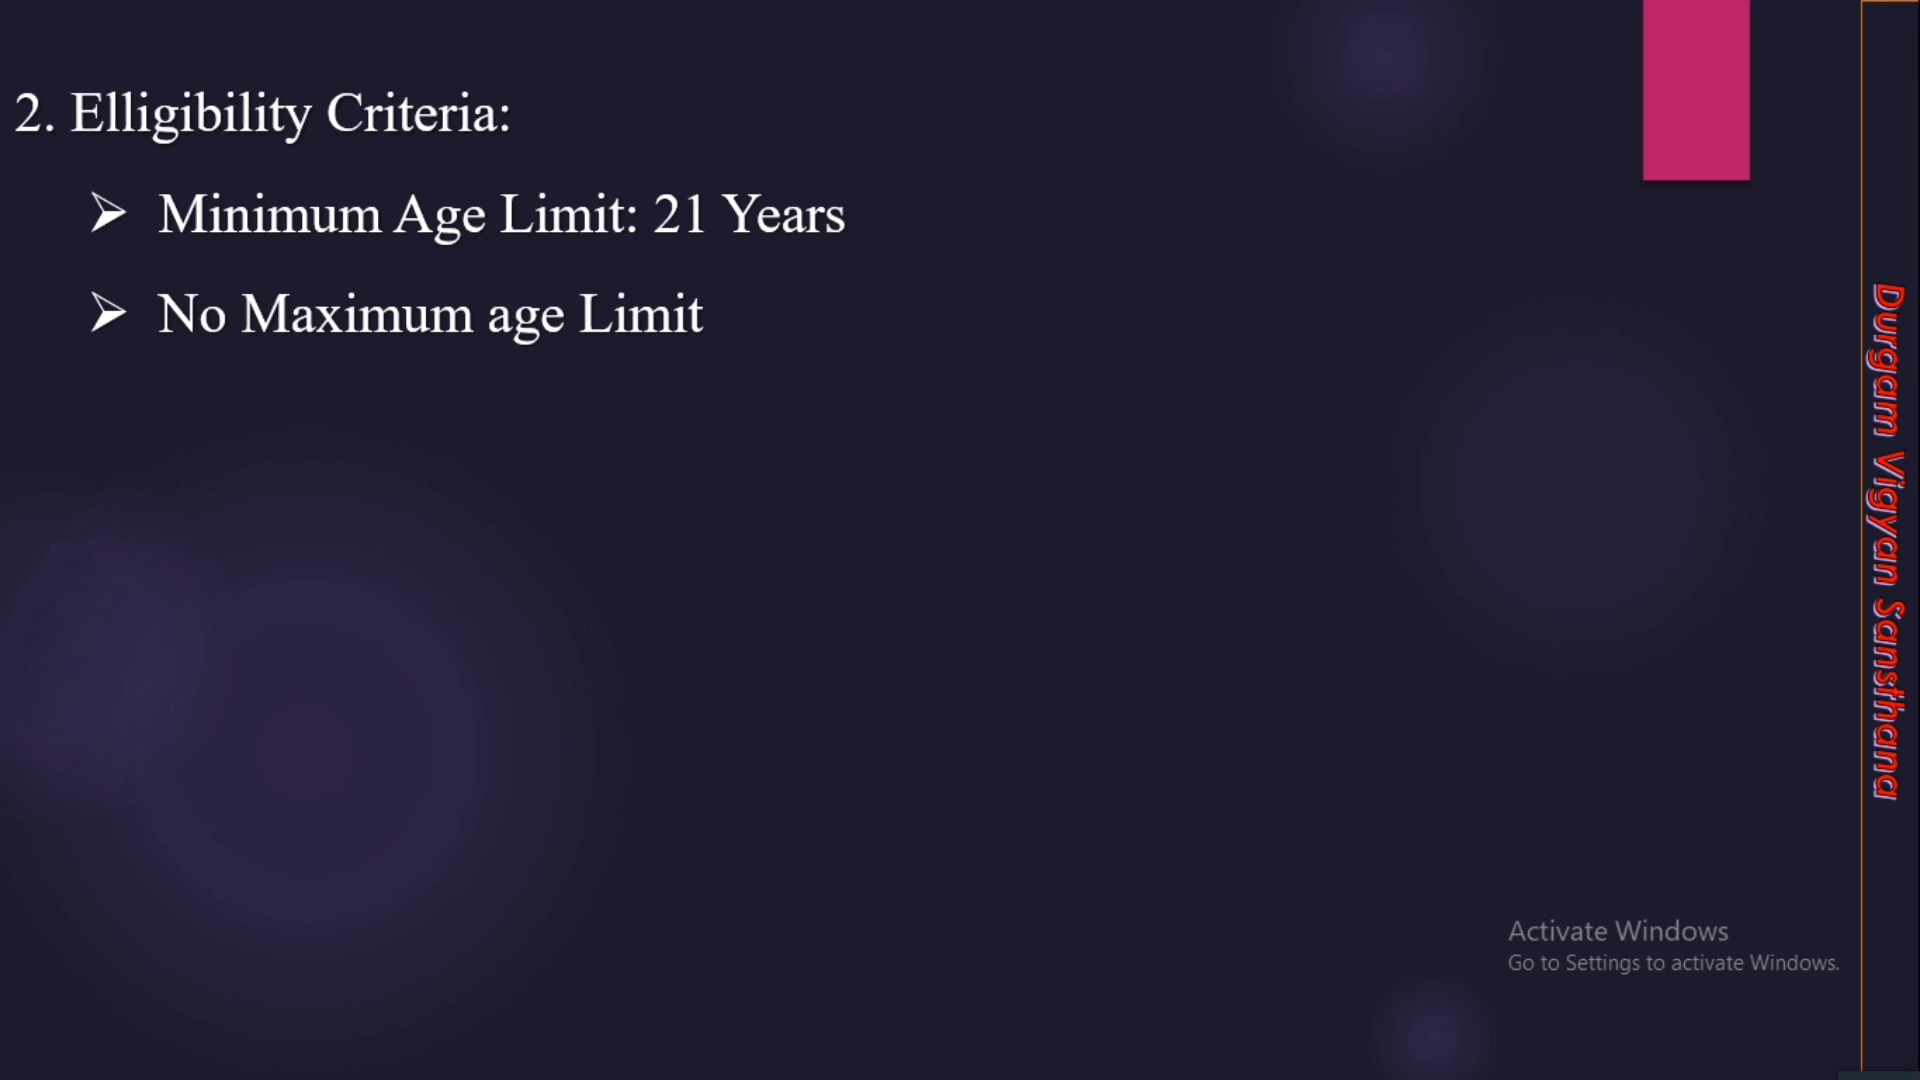 2. Elligibility Criteria:
➢ Minimum Age Limit: 21 Years
➢ No Maximum age Limit
Durgam Vigyan Sansthana
Activate Windows
Go to Settings to activate Windows.